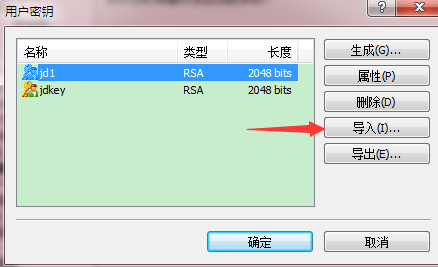 用户密钥
名称 类型 长度
jd1 RSA 2048 bits
jdkey RSA 2048 bits
生成(G)...
属性(P)
删除(D)
导入(I)...
导出(E)...
确定 取消